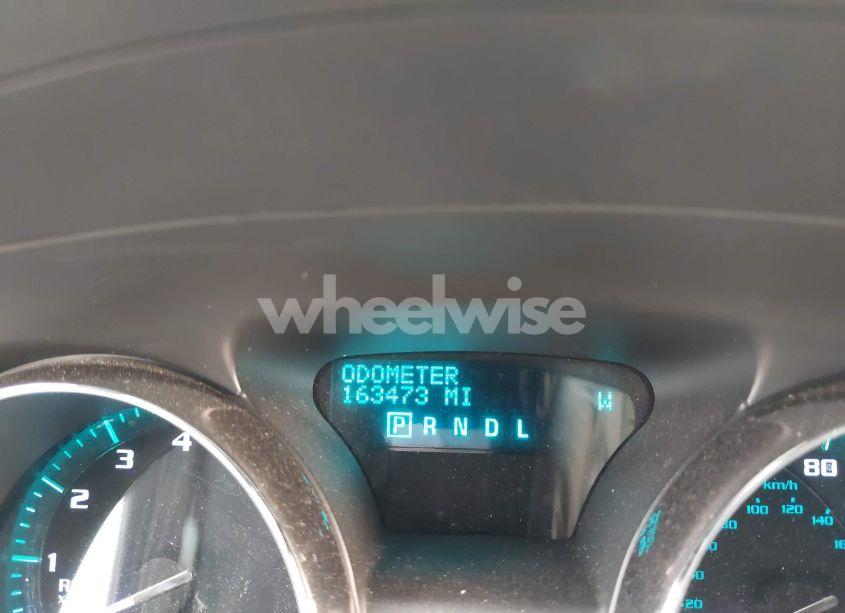 wheelwise
ODOMETER
163473 MI
W
P R N D L
1
2
3
4
80
km/h
100
120
140